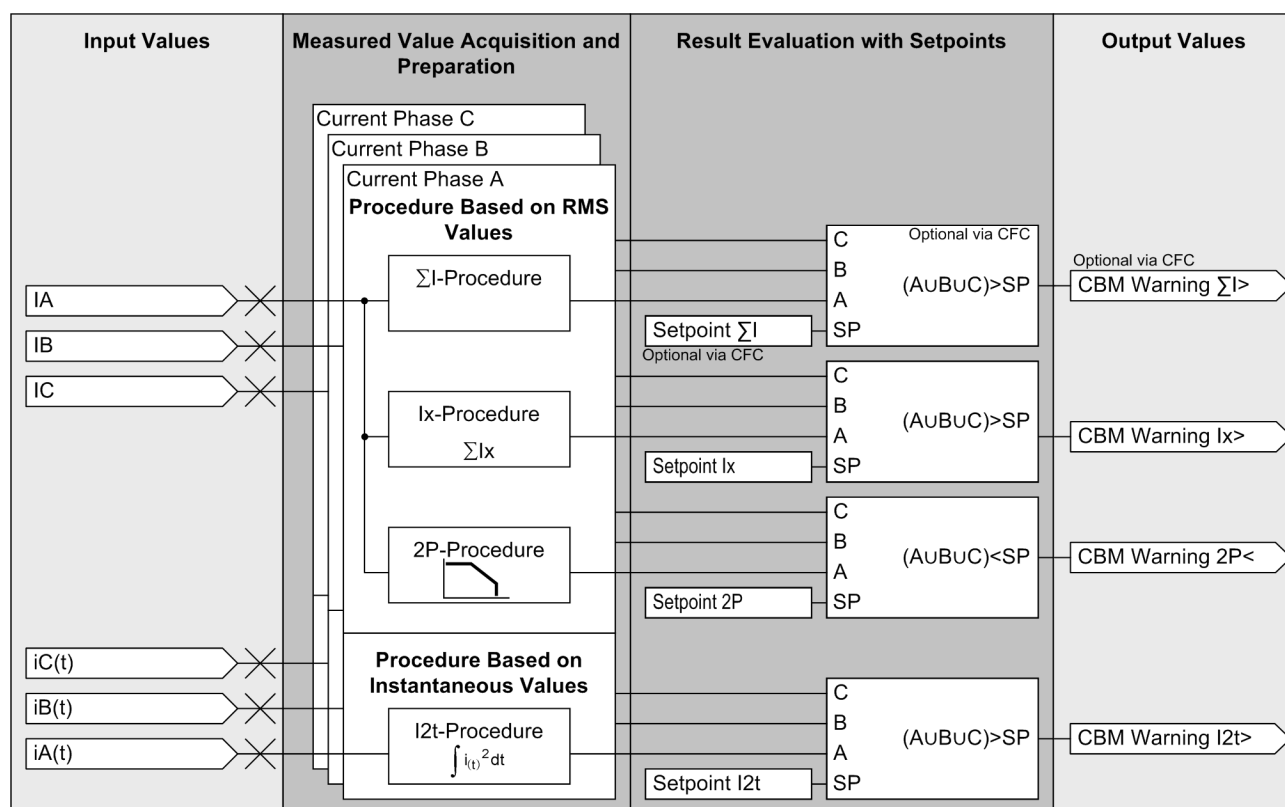 Input Values
Measured Value Acquisition and
Preparation
Result Evaluation with Setpoints
Output Values
Current Phase C
Current Phase B
Current Phase A
Procedure Based on RMS
Values
∑I-Procedure
Ix-Procedure
∑Ix
2P-Procedure
Procedure Based on
Instantaneous Values
I2t-Procedure
∫ i(t)²dt
IA
IB
IC
iC(t)
iB(t)
iA(t)
C
Optional via CFC
B
A
(A∪B∪C)>SP
Setpoint ∑I
SP
Optional via CFC
C
B
A
(A∪B∪C)>SP
Setpoint Ix
SP
C
B
A
(A∪B∪C)<SP
Setpoint 2P
SP
C
B
A
(A∪B∪C)>SP
Setpoint I2t
SP
Optional via CFC
CBM Warning ∑I>
CBM Warning Ix>
CBM Warning 2P<
CBM Warning I2t>